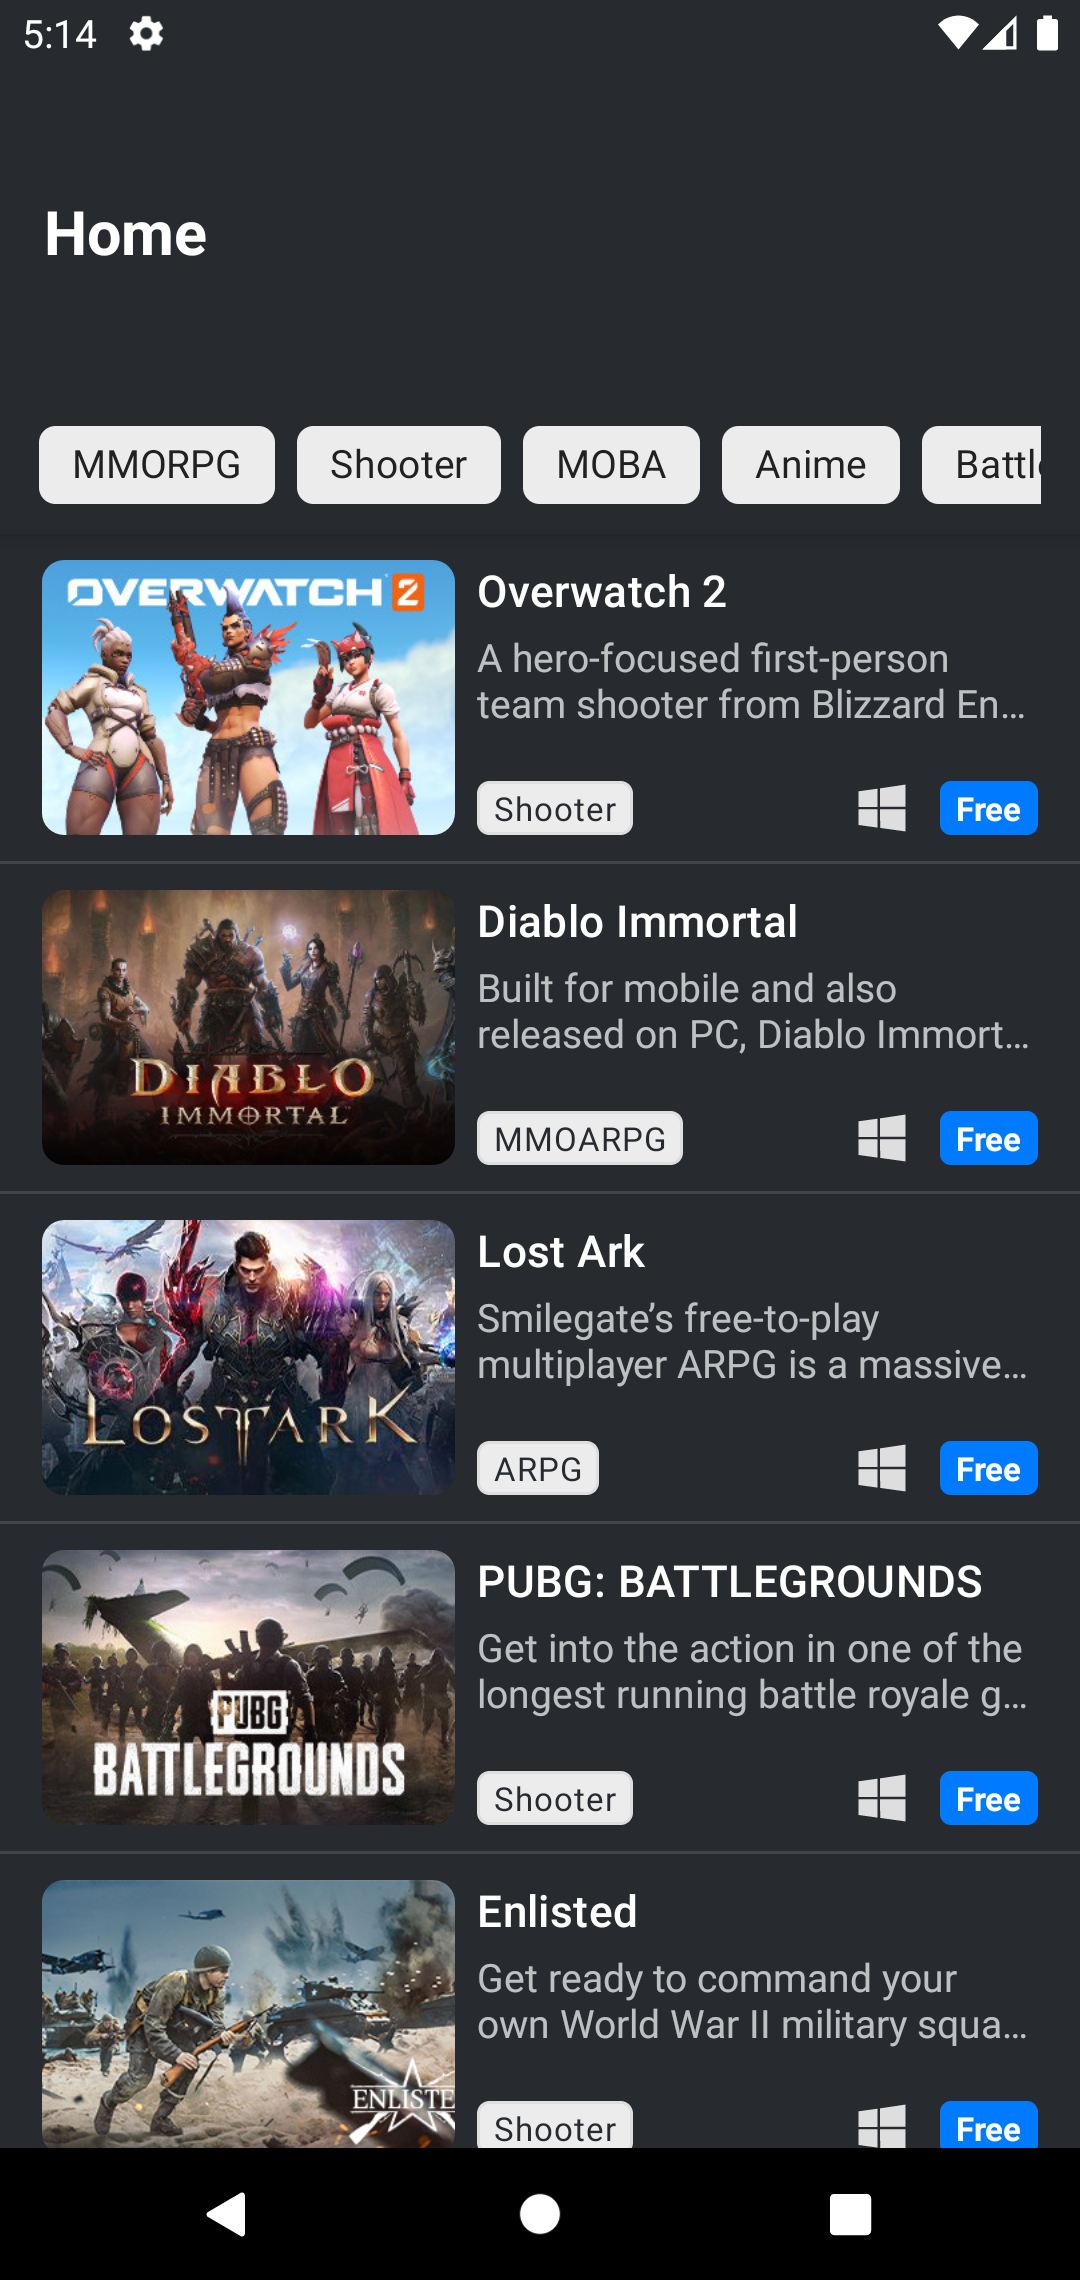 5:14
Home
MMORPG
Shooter
MOBA
Anime
Battle
OVERWATCH 2
Overwatch 2
A hero-focused first-person
team shooter from Blizzard En…
Shooter
Free
DIABLO
IMMORTAL
Diablo Immortal
Built for mobile and also
released on PC, Diablo Immort…
MMOARPG
Free
LOST ARK
Lost Ark
Smilegate’s free-to-play
multiplayer ARPG is a massive…
ARPG
Free
PUBG
BATTLEGROUNDS
PUBG: BATTLEGROUNDS
Get into the action in one of the
longest running battle royale g…
Shooter
Free
ENLISTE
Enlisted
Get ready to command your
own World War II military squa…
Shooter
Free